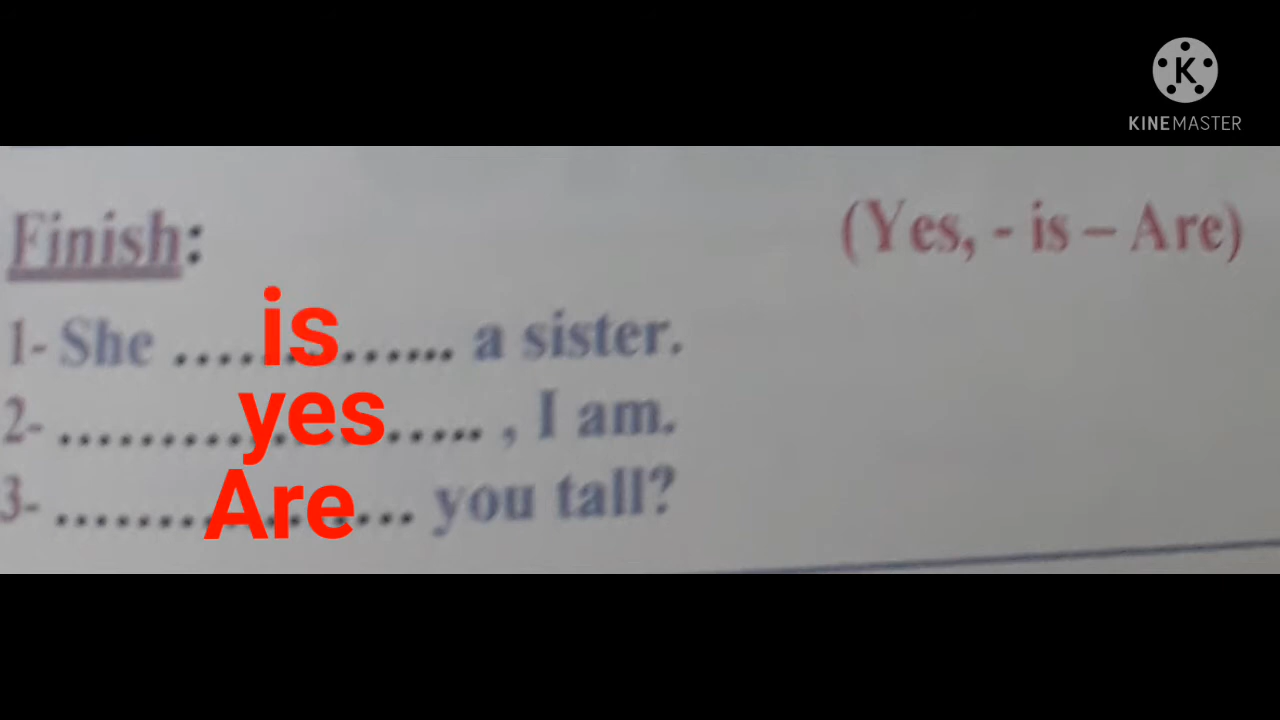 KINEMASTER
Finish: (Yes, - is – Are)
1- She ....is....... a sister.
2- ........yes........ , I am.
3- ........Are........ you tall?